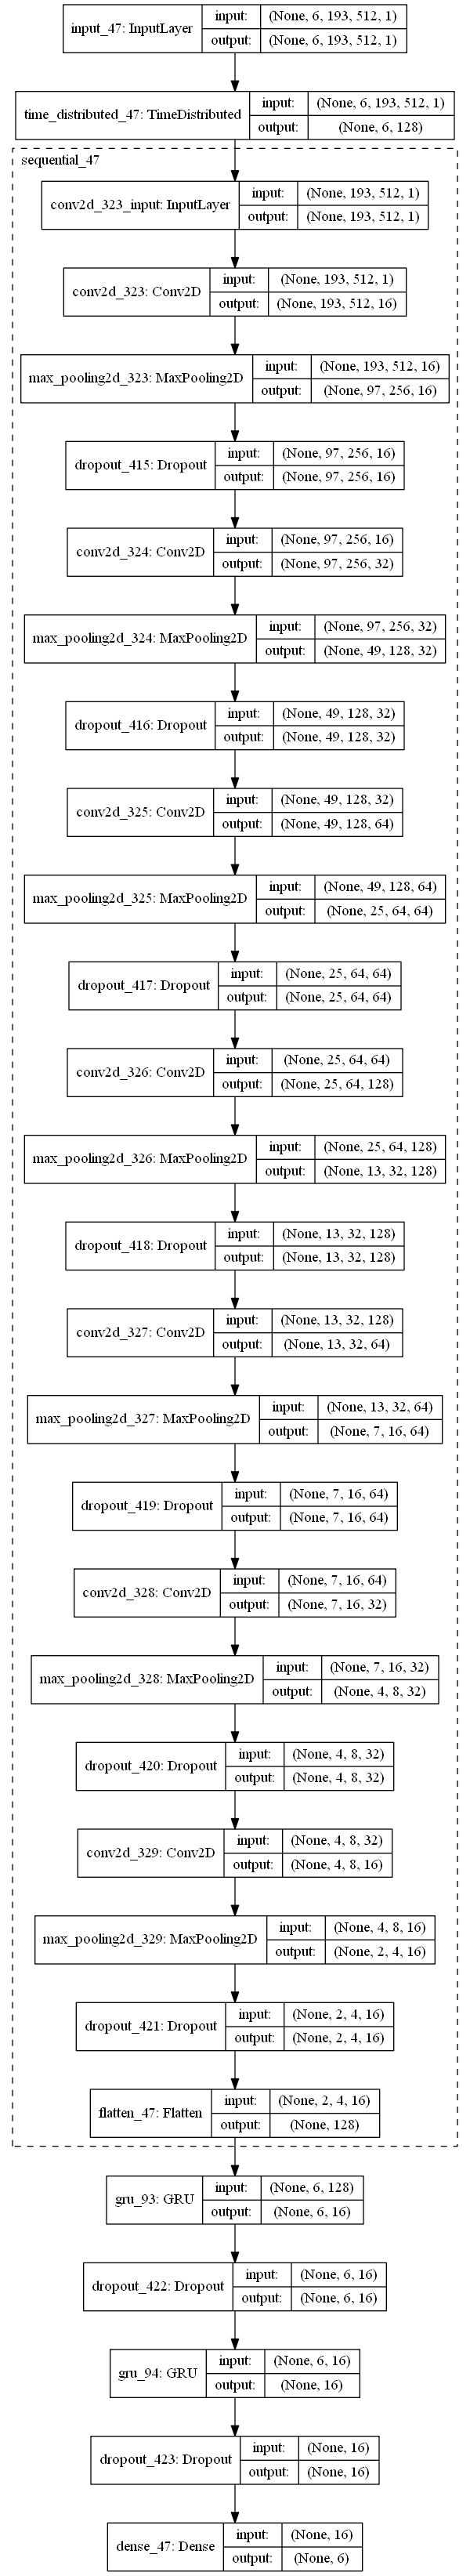 input_47: InputLayer input: (None, 6, 193, 512, 1)
output: (None, 6, 193, 512, 1)
time_distributed_47: TimeDistributed input: (None, 6, 193, 512, 1)
output: (None, 6, 128)
sequential_47
conv2d_323_input: InputLayer input: (None, 193, 512, 1)
output: (None, 193, 512, 1)
conv2d_323: Conv2D input: (None, 193, 512, 1)
output: (None, 193, 512, 16)
max_pooling2d_323: MaxPooling2D input: (None, 193, 512, 16)
output: (None, 97, 256, 16)
dropout_415: Dropout input: (None, 97, 256, 16)
output: (None, 97, 256, 16)
conv2d_324: Conv2D input: (None, 97, 256, 16)
output: (None, 97, 256, 32)
max_pooling2d_324: MaxPooling2D input: (None, 97, 256, 32)
output: (None, 49, 128, 32)
dropout_416: Dropout input: (None, 49, 128, 32)
output: (None, 49, 128, 32)
conv2d_325: Conv2D input: (None, 49, 128, 32)
output: (None, 49, 128, 64)
max_pooling2d_325: MaxPooling2D input: (None, 49, 128, 64)
output: (None, 25, 64, 64)
dropout_417: Dropout input: (None, 25, 64, 64)
output: (None, 25, 64, 64)
conv2d_326: Conv2D input: (None, 25, 64, 64)
output: (None, 25, 64, 128)
max_pooling2d_326: MaxPooling2D input: (None, 25, 64, 128)
output: (None, 13, 32, 128)
dropout_418: Dropout input: (None, 13, 32, 128)
output: (None, 13, 32, 128)
conv2d_327: Conv2D input: (None, 13, 32, 128)
output: (None, 13, 32, 64)
max_pooling2d_327: MaxPooling2D input: (None, 13, 32, 64)
output: (None, 7, 16, 64)
dropout_419: Dropout input: (None, 7, 16, 64)
output: (None, 7, 16, 64)
conv2d_328: Conv2D input: (None, 7, 16, 64)
output: (None, 7, 16, 32)
max_pooling2d_328: MaxPooling2D input: (None, 7, 16, 32)
output: (None, 4, 8, 32)
dropout_420: Dropout input: (None, 4, 8, 32)
output: (None, 4, 8, 32)
conv2d_329: Conv2D input: (None, 4, 8, 32)
output: (None, 4, 8, 16)
max_pooling2d_329: MaxPooling2D input: (None, 4, 8, 16)
output: (None, 2, 4, 16)
dropout_421: Dropout input: (None, 2, 4, 16)
output: (None, 2, 4, 16)
flatten_47: Flatten input: (None, 2, 4, 16)
output: (None, 128)
gru_93: GRU input: (None, 6, 128)
output: (None, 6, 16)
dropout_422: Dropout input: (None, 6, 16)
output: (None, 6, 16)
gru_94: GRU input: (None, 6, 16)
output: (None, 16)
dropout_423: Dropout input: (None, 16)
output: (None, 16)
dense_47: Dense input: (None, 16)
output: (None, 6)